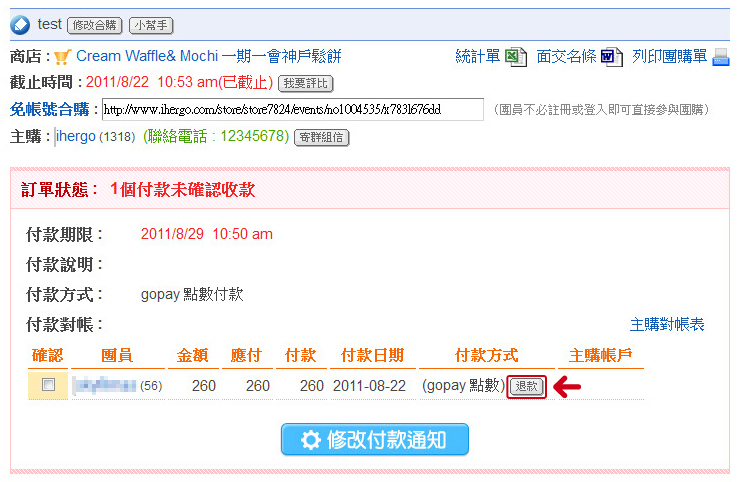 test 修改合購 小幫手
商店：Cream Waffle& Mochi 一期一會神戶鬆餅 統計單 面交名條 列印團購單
截止時間：2011/8/22 10:53 am(已截止) 我要評比
免帳號合購：http://www.ihergo.com/store/store7824/events/no1004535/x7831676dd (團員不必註冊或登入即可直接參與團購)
主購：ihergo (1318) (聯絡電話：12345678) 寄群組信
訂單狀態： 1個付款未確認收款
付款期限： 2011/8/29 10:50 am
付款說明：
付款方式： gopay 點數付款
付款對帳： 主購對帳表
確認 團員 金額 應付 付款 付款日期 付款方式 主購帳戶
(56) 260 260 260 2011-08-22 (gopay 點數) 退款
修改付款通知